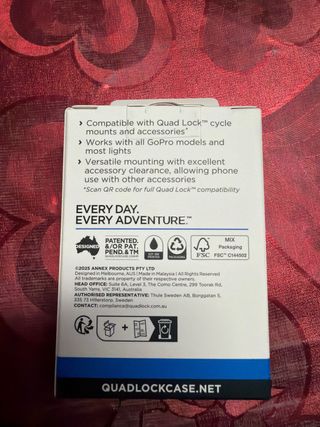 › Compatible with Quad Lock™ cycle
mounts and accessories*
› Works with all GoPro models and
most lights
› Versatile mounting with excellent
accessory clearance, allowing phone
use with other accessories
*Scan QR code for full Quad Lock™ compatibility
EVERY DAY.
EVERY ADVENTURE.™
DESIGNED
PATENTED.
&/OR PAT.
PEND. & TM
FSC
MIX
Packaging
FSC™ C144502
©2025 ANNEX PRODUCTS PTY LTD
Designed in Melbourne, AUS | Made in Malaysia | All Rights Reserved
All trademarks are property of their respective owners.
HEAD OFFICE: Suite 6A, Level 3, The Como Centre, 299 Toorak Rd,
South Yarra, VIC 3141, Australia
AUTHORISED REPRESENTATIVE: Thule Sweden AB, Borggatan 5,
335 73 Hillerstorp, Sweden
CONTACT: compliance@quadlock.com.au
QUADLOCKCASE.NET